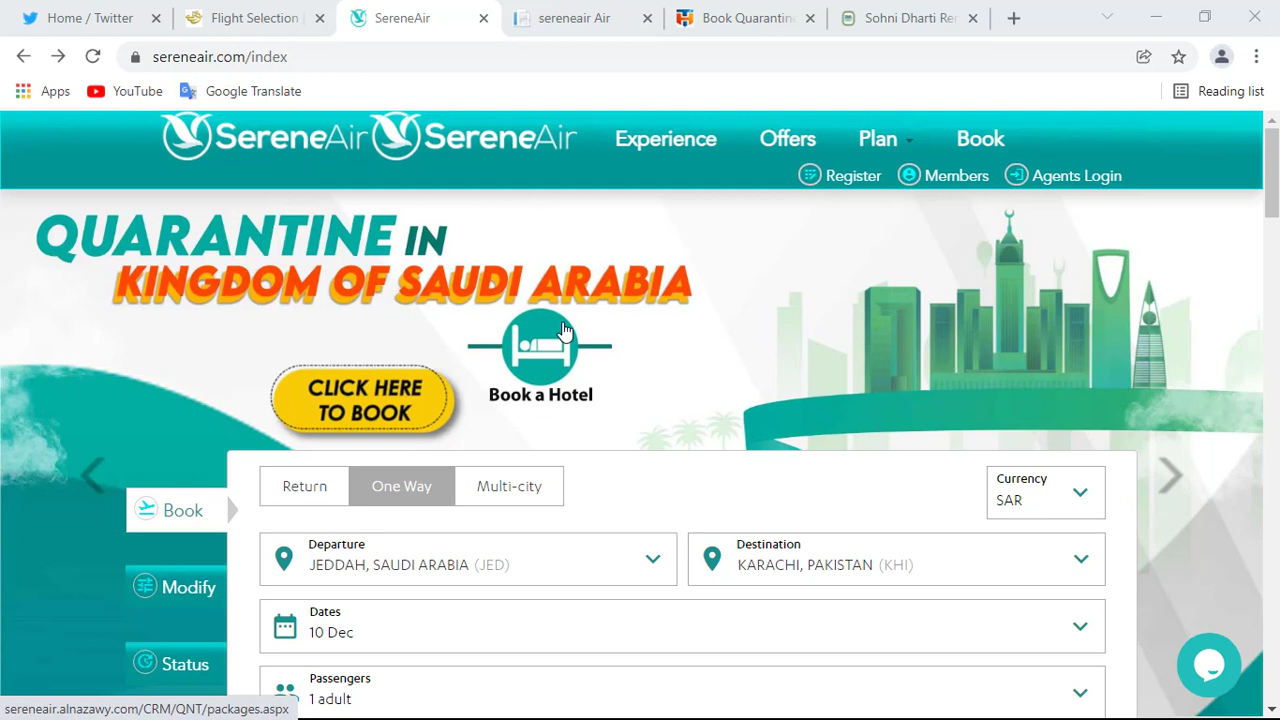 Home / Twitter
Flight Selection
SereneAir
sereneair Air
Book Quarantin
Sohni Dharti Re
sereneair.com/index
Apps
YouTube
Google Translate
Reading list
SereneAir SereneAir
Experience
Offers
Plan
Book
Register
Members
Agents Login
QUARANTINE IN
KINGDOM OF SAUDI ARABIA
CLICK HERE
TO BOOK
Book a Hotel
Return
One Way
Multi-city
Currency
SAR
Book
Departure
JEDDAH, SAUDI ARABIA (JED)
Destination
KARACHI, PAKISTAN (KHI)
Modify
Dates
10 Dec
Status
Passengers
1 adult
sereneair.alnazawy.com/CRM/QNT/packages.aspx